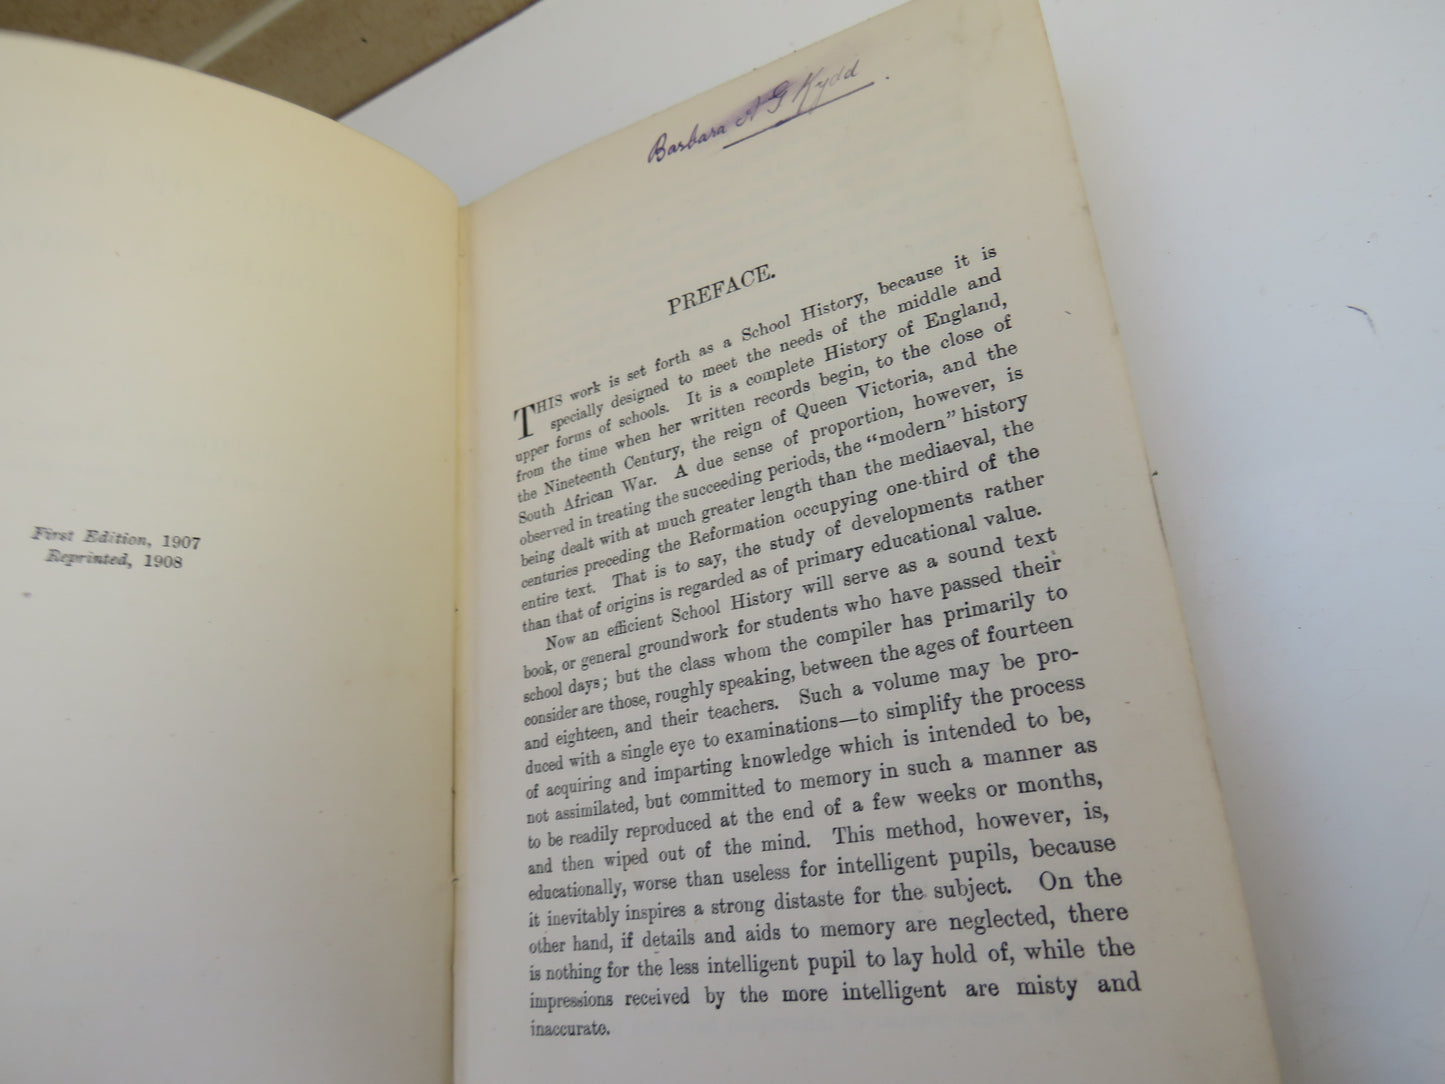 First Edition, 1907
Reprinted, 1908
Barbara A G Kydd.
PREFACE.
THIS work is set forth as a School History, because it is
specially designed to meet the needs of the middle and
upper forms of schools. It is a complete History of England,
from the time when her written records begin, to the close of
the Nineteenth Century, the reign of Queen Victoria, and the
South African War. A due sense of proportion, however, is
observed in treating the succeeding periods, the "modern" history
being dealt with at much greater length than the mediaeval, the
centuries preceding the Reformation occupying one-third of the
entire text. That is to say, the study of developments rather
than that of origins is regarded as of primary educational value.
Now an efficient School History will serve as a sound text
book, or general groundwork for students who have passed their
school days; but the class whom the compiler has primarily to
consider are those, roughly speaking, between the ages of fourteen
and eighteen, and their teachers. Such a volume may be pro-
duced with a single eye to examinations—to simplify the process
of acquiring and imparting knowledge which is intended to be,
not assimilated, but committed to memory in such a manner as
to be readily reproduced at the end of a few weeks or months,
and then wiped out of the mind. This method, however, is,
educationally, worse than useless for intelligent pupils, because
it inevitably inspires a strong distaste for the subject. On the
other hand, if details and aids to memory are neglected, there
is nothing for the less intelligent pupil to lay hold of, while the
impressions received by the more intelligent are misty and
inaccurate.